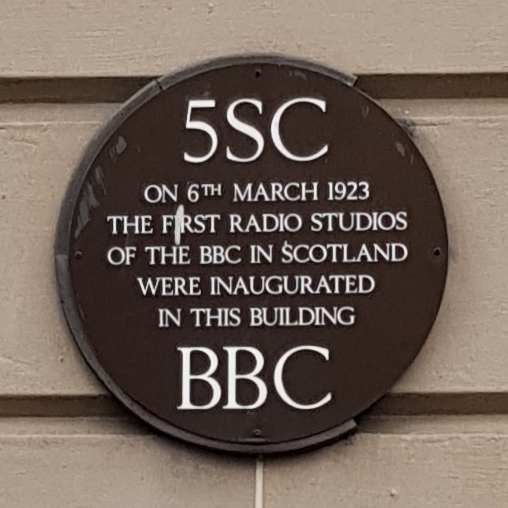 5SC
ON 6TH MARCH 1923
THE FIRST RADIO STUDIOS
OF THE BBC IN SCOTLAND
WERE INAUGURATED
IN THIS BUILDING
BBC